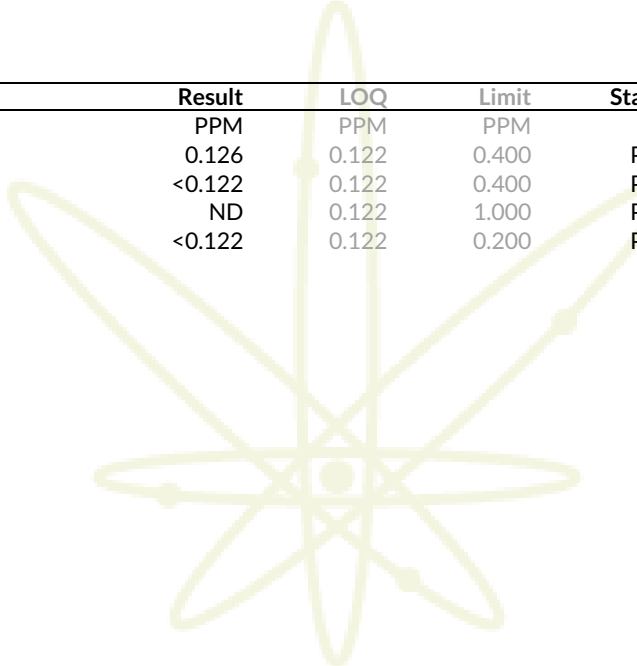 Result LOQ Limit
PPM PPM PPM
0.126 0.122 0.400 P
<0.122 0.122 0.400 P
ND 0.122 1.000 P
<0.122 0.122 0.200 P